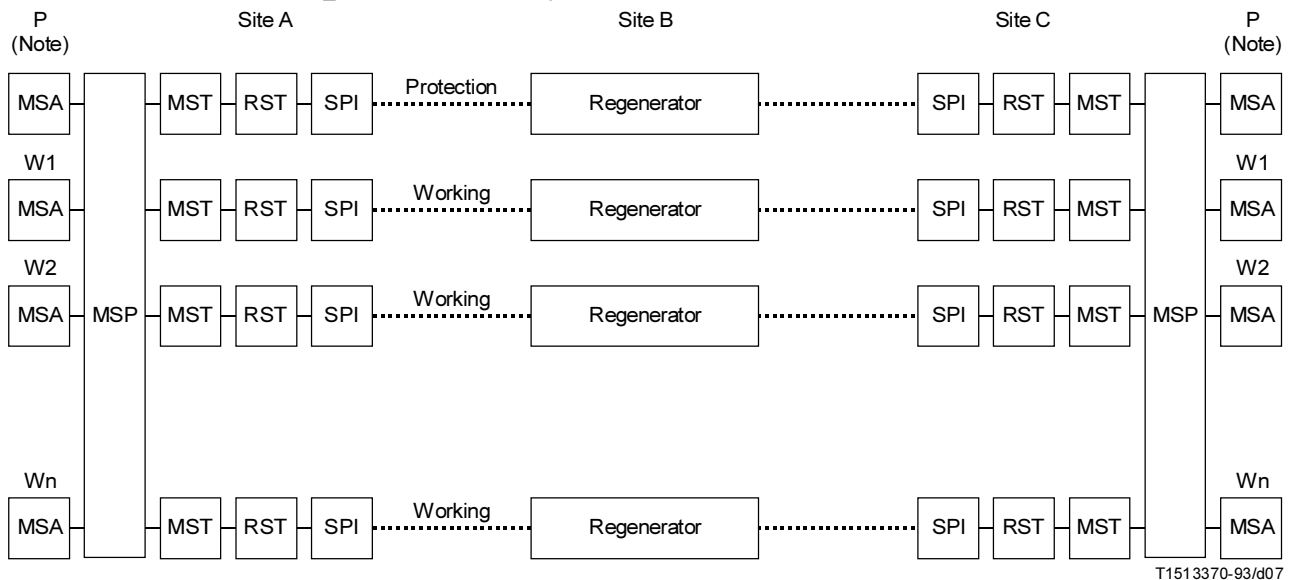 P Site A Site B Site C P
(Note) (Note)
MSA MST RST SPI Protection Regenerator SPI RST MST MSA
W1 W1
MSA MST RST SPI Working Regenerator SPI RST MST MSA
W2 W2
MSA MSP MST RST SPI Working Regenerator SPI RST MST MSP MSA
Wn Wn
MSA MST RST SPI Working Regenerator SPI RST MST MSA
T1513370-93/d07